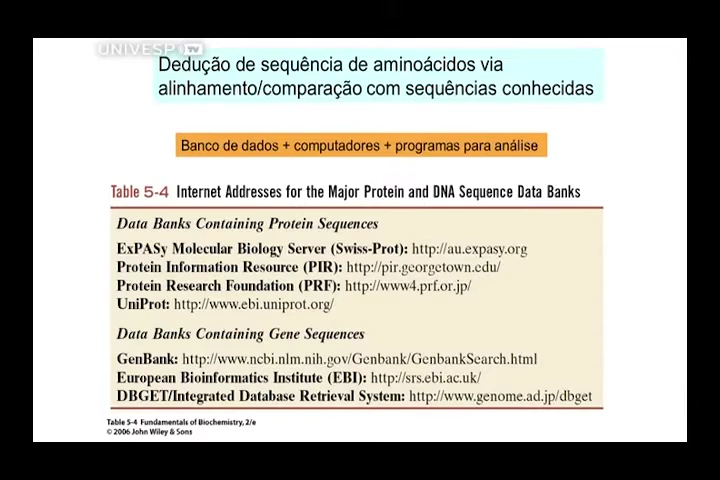 UNIVESP TV
Dedução de sequência de aminoácidos via
alinhamento/comparação com sequências conhecidas
Banco de dados + computadores + programas para análise
Table 5-4 Internet Addresses for the Major Protein and DNA Sequence Data Banks
Data Banks Containing Protein Sequences
ExPASy Molecular Biology Server (Swiss-Prot): http://au.expasy.org
Protein Information Resource (PIR): http://pir.georgetown.edu/
Protein Research Foundation (PRF): http://www4.prf.or.jp/
UniProt: http://www.ebi.uniprot.org/
Data Banks Containing Gene Sequences
GenBank: http://www.ncbi.nlm.nih.gov/Genbank/GenbankSearch.html
European Bioinformatics Institute (EBI): http://srs.ebi.ac.uk/
DBGET/Integrated Database Retrieval System: http://www.genome.ad.jp/dbget
Table 5-4 Fundamentals of Biochemistry, 2/e
© 2006 John Wiley & Sons